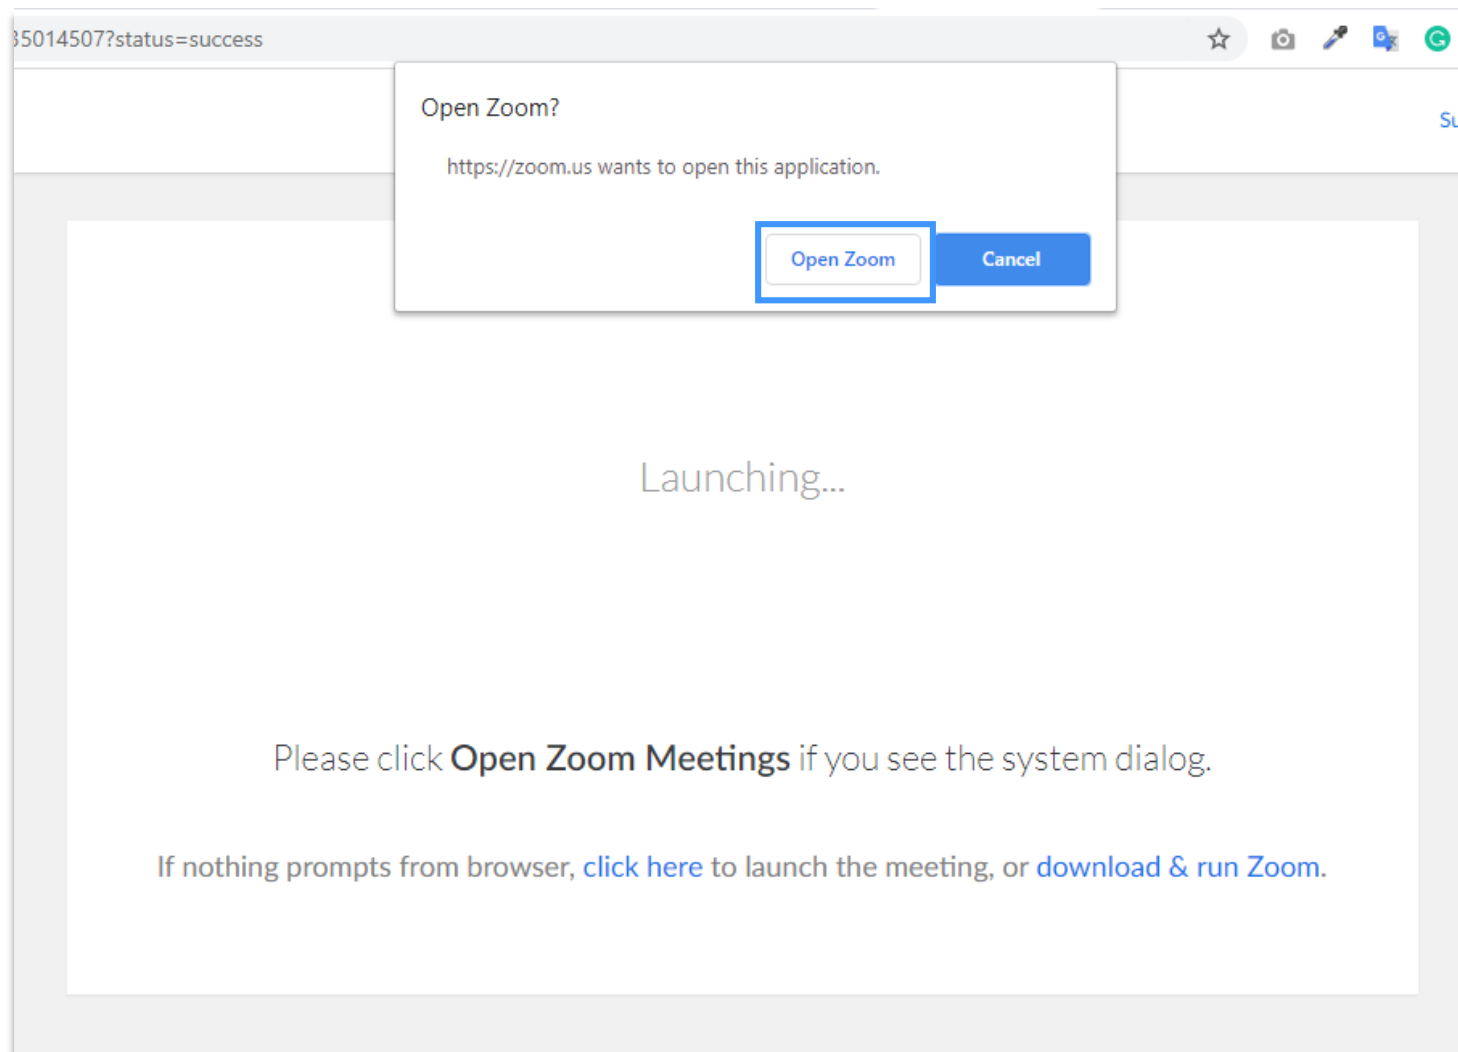 35014507?status=success
Open Zoom?
https://zoom.us wants to open this application.
Open Zoom
Cancel
Launching...
Please click Open Zoom Meetings if you see the system dialog.
If nothing prompts from browser, click here to launch the meeting, or download & run Zoom.